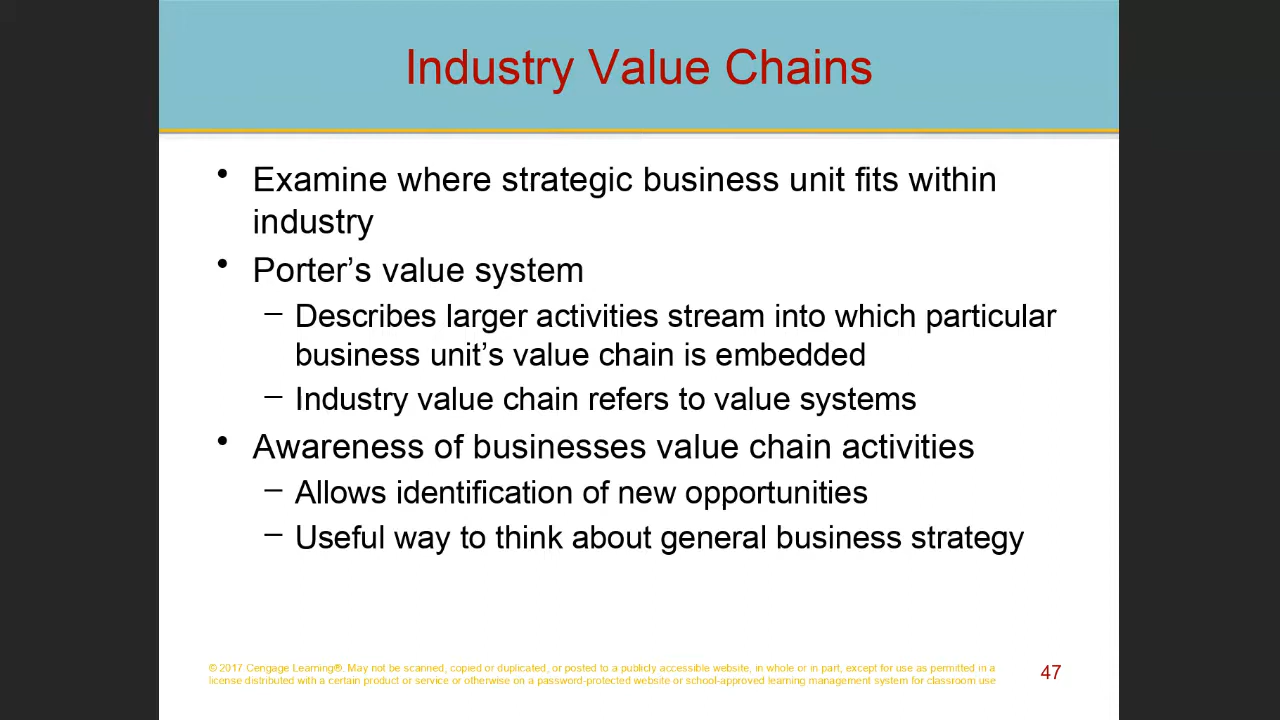 Industry Value Chains
• Examine where strategic business unit fits within
industry
• Porter’s value system
– Describes larger activities stream into which particular
business unit’s value chain is embedded
– Industry value chain refers to value systems
• Awareness of businesses value chain activities
– Allows identification of new opportunities
– Useful way to think about general business strategy
© 2017 Cengage Learning®. May not be scanned, copied or duplicated, or posted to a publicly accessible website, in whole or in part, except for use as permitted in a
license distributed with a certain product or service or otherwise on a password-protected website or school-approved learning management system for classroom use
47